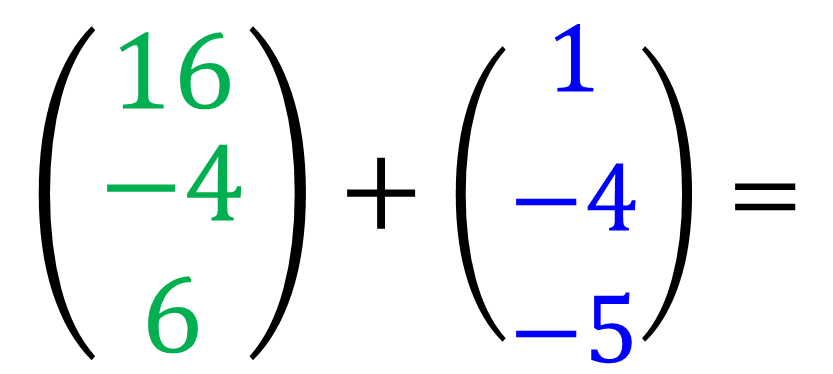 (16 −4 6) + (1 −4 −5) =